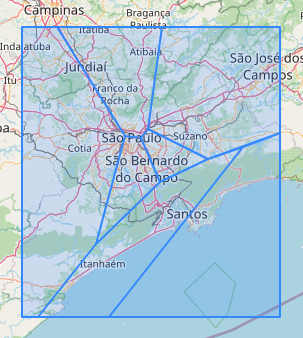 Campinas
Bragança
Paulista
Itatiba
Indaiatuba
Atibaia
São José dos
Campos
Jundiaí
Itu
Franco da
Rocha
São Paulo
Suzano
Cotia
São Bernardo
do Campo
Santos
Itanhaém